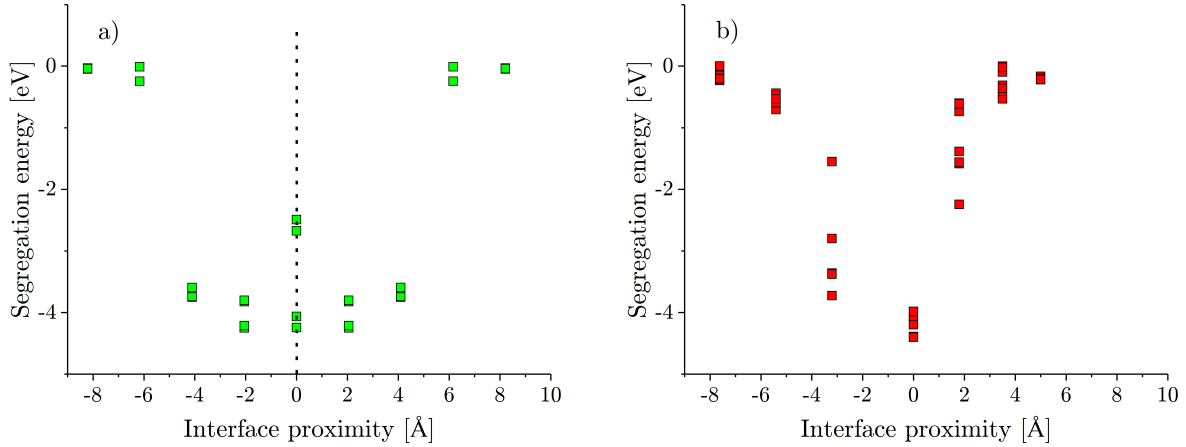 a)
0
-2
-4
Segregation energy [eV]
-8 -6 -4 -2 0 2 4 6 8 10
Interface proximity [Å]
b)
0
-2
-4
Segregation energy [eV]
-8 -6 -4 -2 0 2 4 6 8 10
Interface proximity [Å]